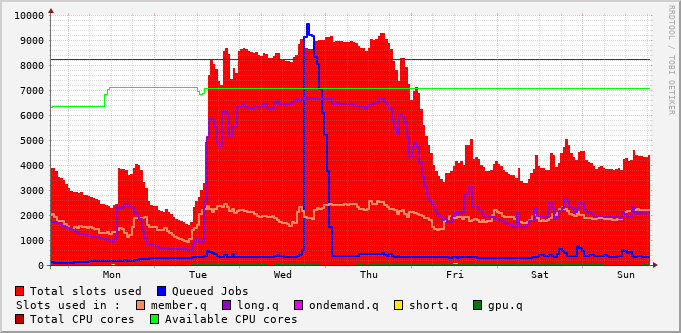 10000
9000
8000
7000
6000
5000
4000
3000
2000
1000
0
Mon Tue Wed Thu Fri Sat Sun
RRDTOOL / TOBI OETIKER
Total slots used Queued Jobs
Slots used in : member.q long.q ondemand.q short.q gpu.q
Total CPU cores Available CPU cores